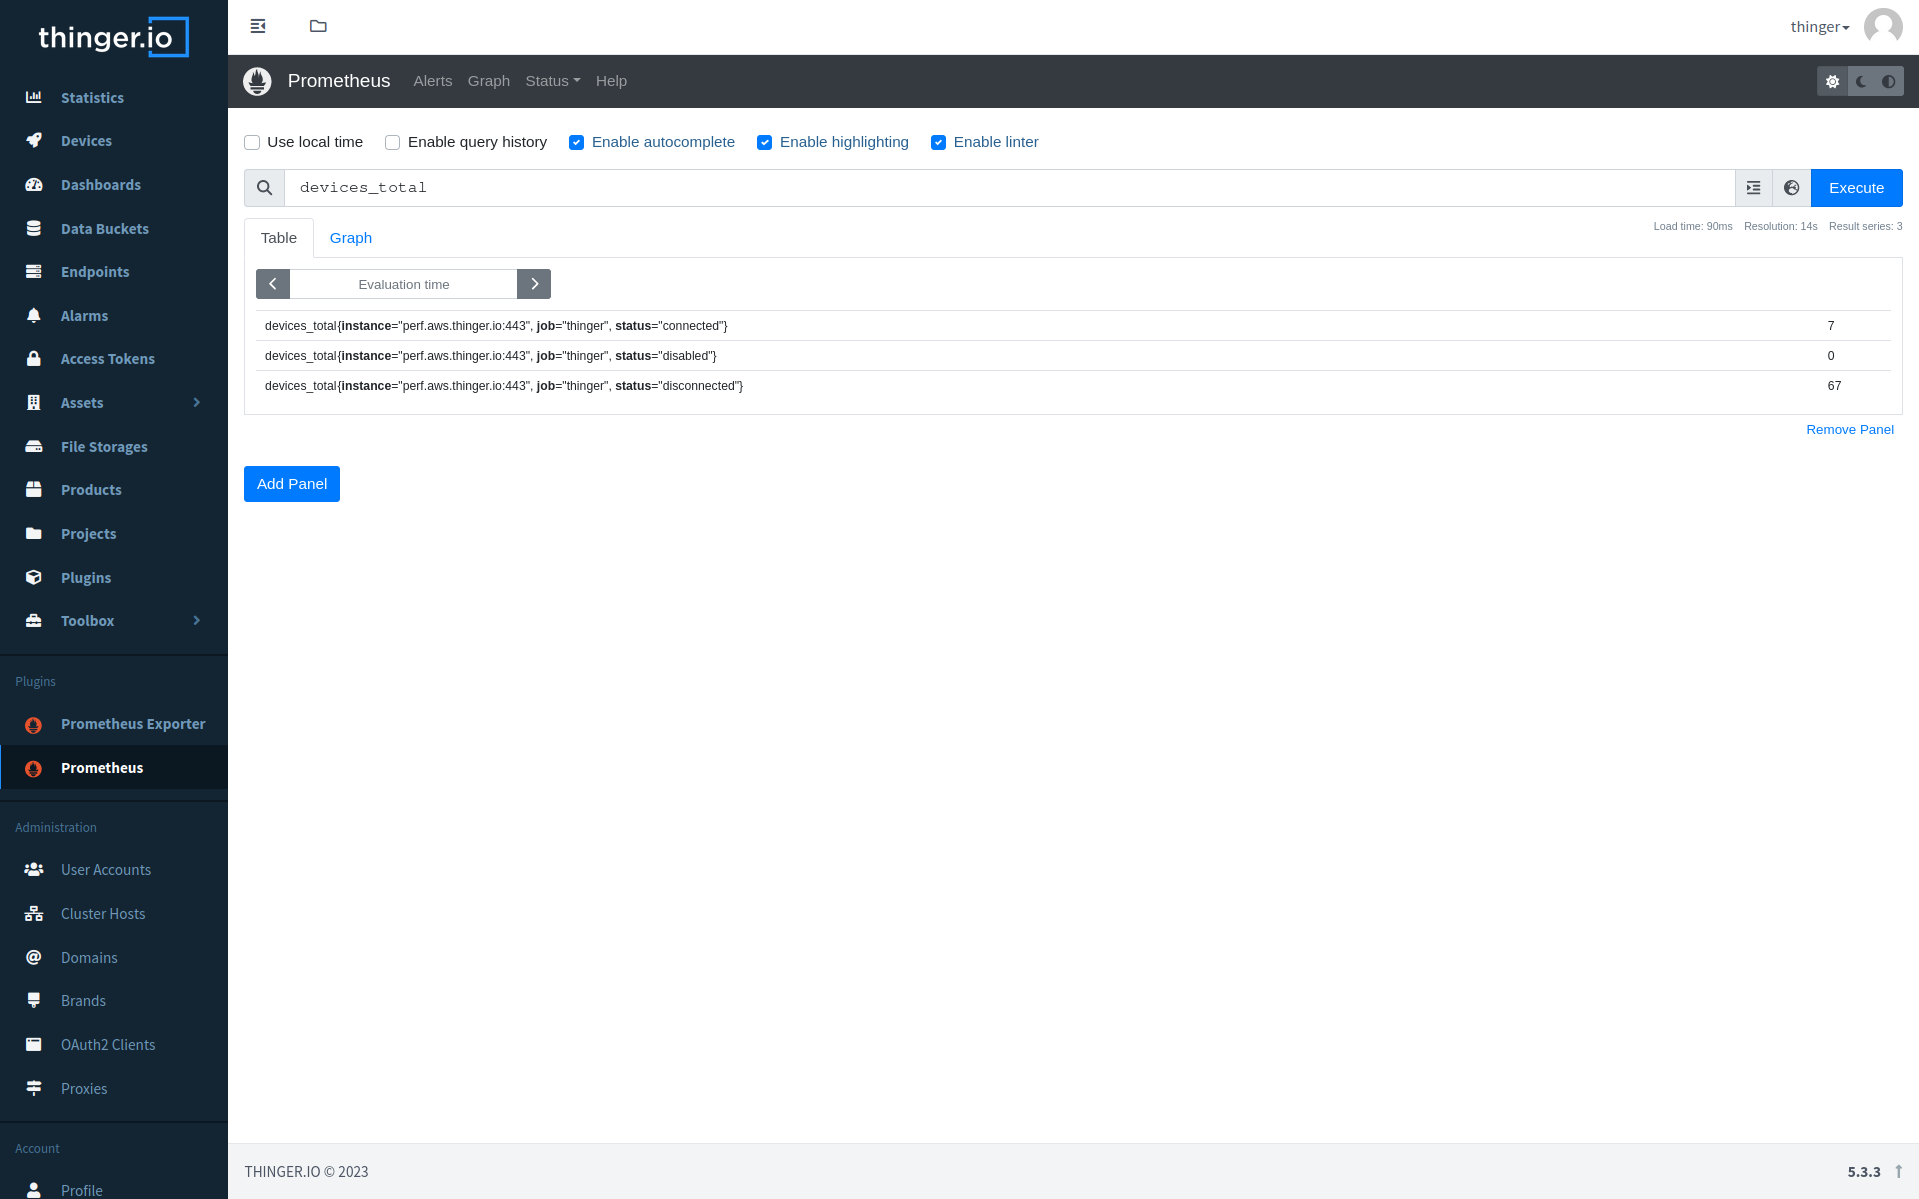 thinger.io
thinger
Statistics
Devices
Dashboards
Data Buckets
Endpoints
Alarms
Access Tokens
Assets
File Storages
Products
Projects
Plugins
Toolbox
Plugins
Prometheus Exporter
Prometheus
Administration
User Accounts
Cluster Hosts
Domains
Brands
OAuth2 Clients
Proxies
Account
Profile
Prometheus Alerts Graph Status Help
Use local time Enable query history Enable autocomplete Enable highlighting Enable linter
devices_total Execute
Table Graph Load time: 90ms Resolution: 14s Result series: 3
Evaluation time
devices_total{instance="perf.aws.thinger.io:443", job="thinger", status="connected"} 7
devices_total{instance="perf.aws.thinger.io:443", job="thinger", status="disabled"} 0
devices_total{instance="perf.aws.thinger.io:443", job="thinger", status="disconnected"} 67
Remove Panel
Add Panel
THINGER.IO © 2023 5.3.3